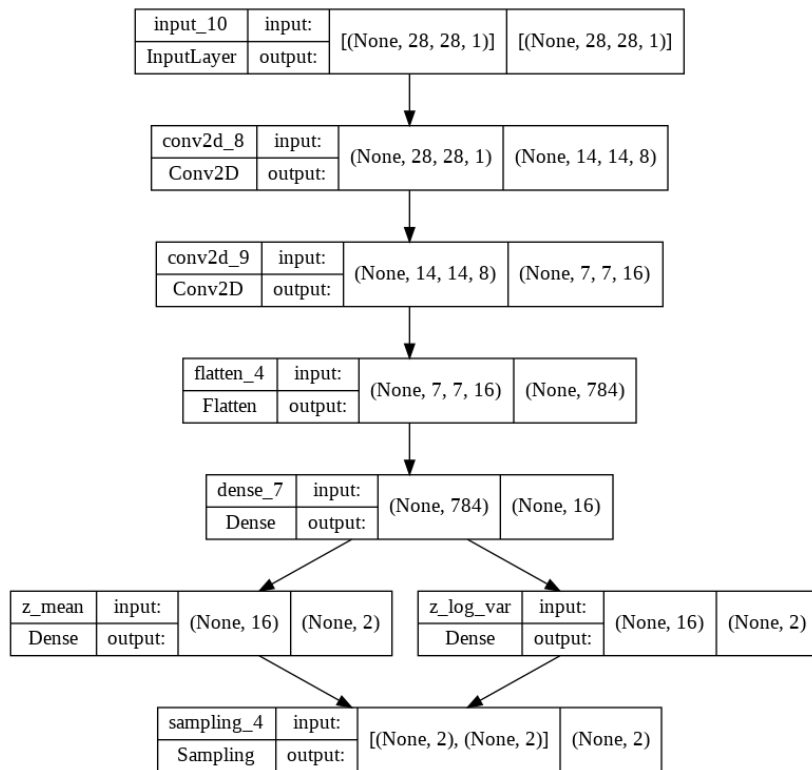 input_10 input: [(None, 28, 28, 1)] [(None, 28, 28, 1)]
InputLayer output:
conv2d_8 input: (None, 28, 28, 1) (None, 14, 14, 8)
Conv2D output:
conv2d_9 input: (None, 14, 14, 8) (None, 7, 7, 16)
Conv2D output:
flatten_4 input: (None, 7, 7, 16) (None, 784)
Flatten output:
dense_7 input: (None, 784) (None, 16)
Dense output:
z_mean input: (None, 16) (None, 2)
Dense output:
z_log_var input: (None, 16) (None, 2)
Dense output:
sampling_4 input: [(None, 2), (None, 2)] (None, 2)
Sampling output: